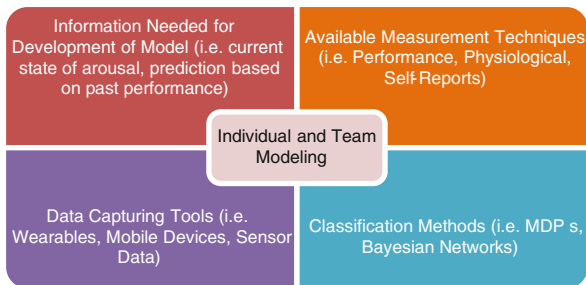 Information Needed for
Development of Model (i.e. current
state of arousal, prediction based
on past performance)
Available Measurement Techniques
(i.e. Performance, Physiological,
Self-Reports)
Individual and Team
Modeling
Data Capturing Tools (i.e.
Wearables, Mobile Devices, Sensor
Data)
Classification Methods (i.e. MDP s,
Bayesian Networks)